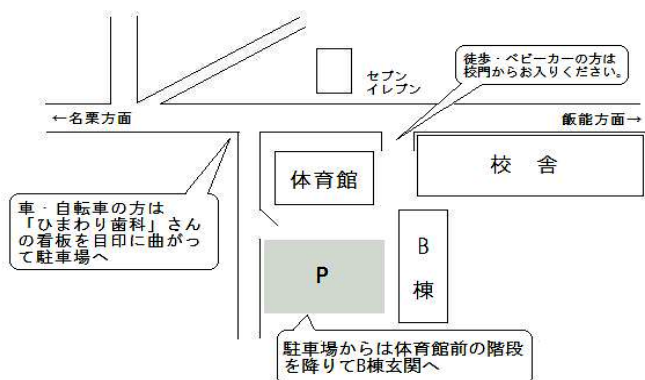 セブン
イレブン
徒歩・ベビーカーの方は
校門からお入りください。
←名栗方面
飯能方面→
体育館
校　舎
車・自転車の方は
「ひまわり歯科」さん
の看板を目印に曲がっ
て駐車場へ
P
B
棟
駐車場からは体育館前の階段
を降りてB棟玄関へ